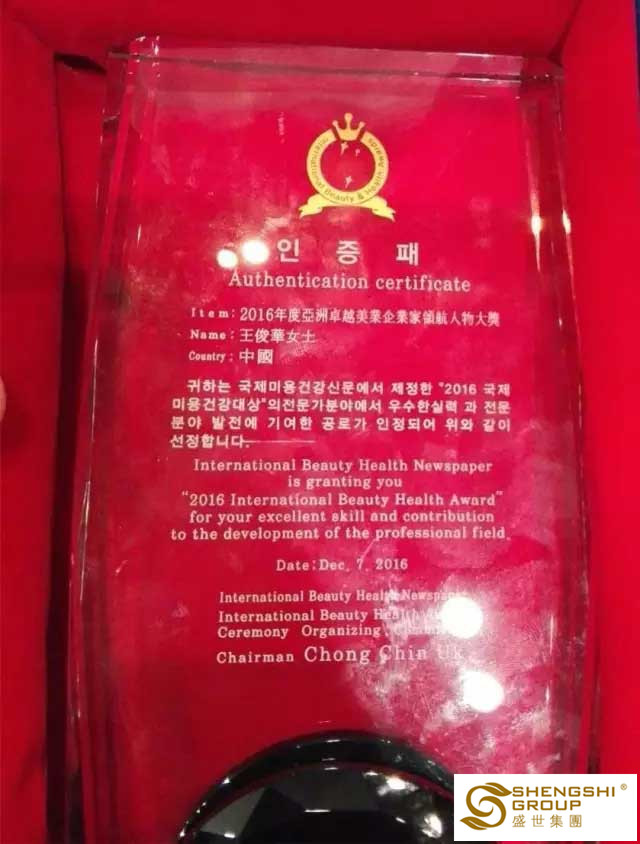 International Beauty & Health Awards
인 증 패
Authentication certificate
Item : 2016年度亞洲卓越美業企業家領航人物大獎
Name : 王俊華女士
Country : 中國
귀하는 국제미용건강신문에서 제정한 "2016 국제
미용건강대상"의전문가분야에서 우수한실력 과 전문
분야 발전에 기여한 공로가 인정되어 위와 같이
선정합니다.
International Beauty Health Newspaper
is granting you
"2016 International Beauty Health Award"
for your excellent skill and contribution
to the development of the professional field.
Date : Dec. 7. 2016
International Beauty Health Newspaper
International Beauty Health
Ceremony Organizing
Chairman Chong Chin Uk
SHENGSHI ®
GROUP
盛世集團